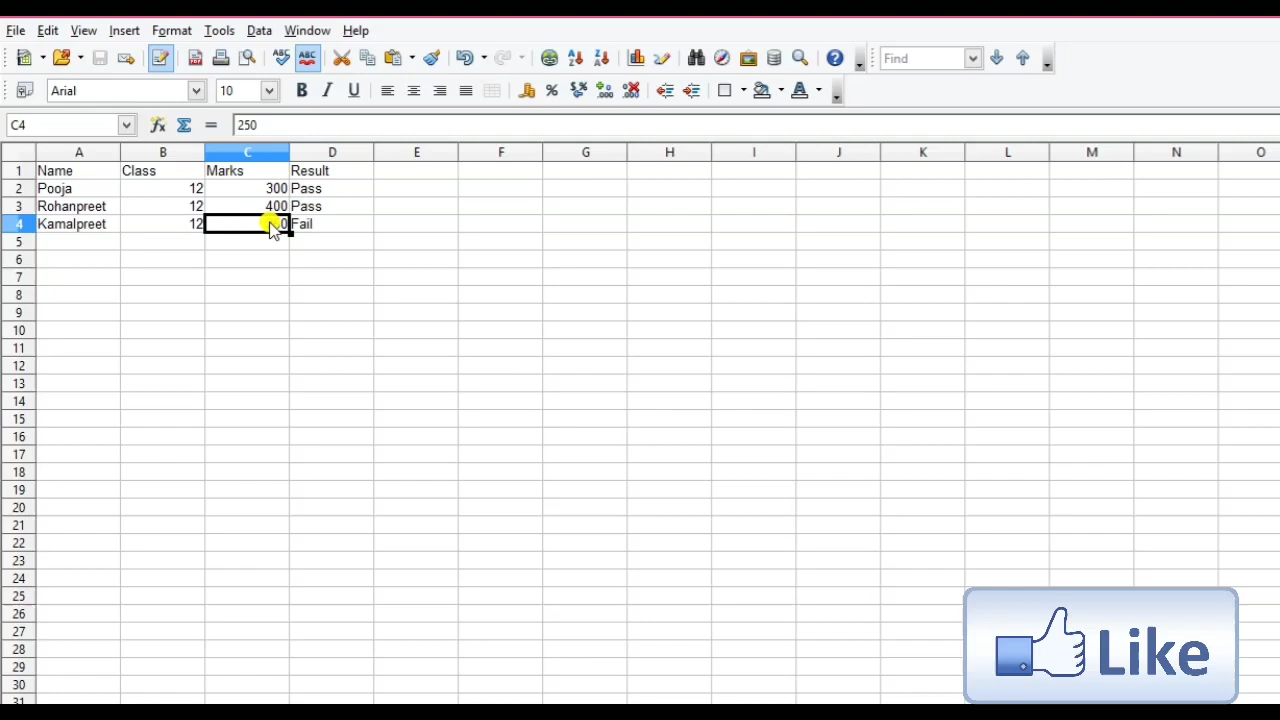 File Edit View Insert Format Tools Data Window Help
Find
Arial 10
C4 250
A B C D E F G H I J K L M N O
1 Name Class Marks Result
2 Pooja 12 300 Pass
3 Rohanpreet 12 400 Pass
4 Kamalpreet 12 0 Fail
5
6
7
8
9
10
11
12
13
14
15
16
17
18
19
20
21
22
23
24
25
26
27
28
29
30
31
Like